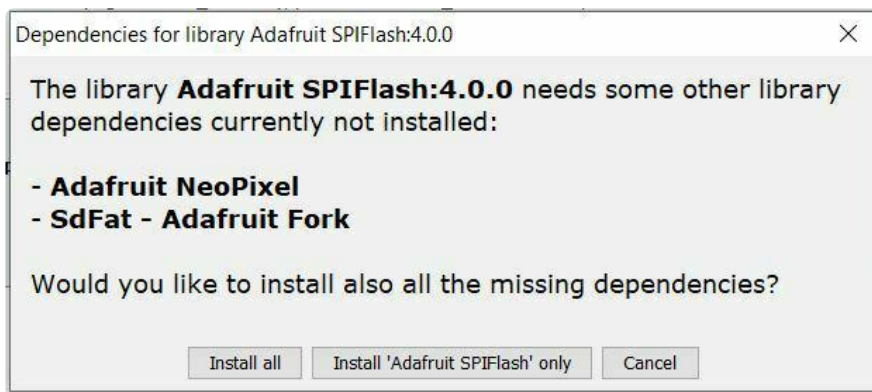 Dependencies for library Adafruit SPIFlash:4.0.0
The library Adafruit SPIFlash:4.0.0 needs some other library
dependencies currently not installed:
- Adafruit NeoPixel
- SdFat - Adafruit Fork
Would you like to install also all the missing dependencies?
Install all Install 'Adafruit SPIFlash' only Cancel